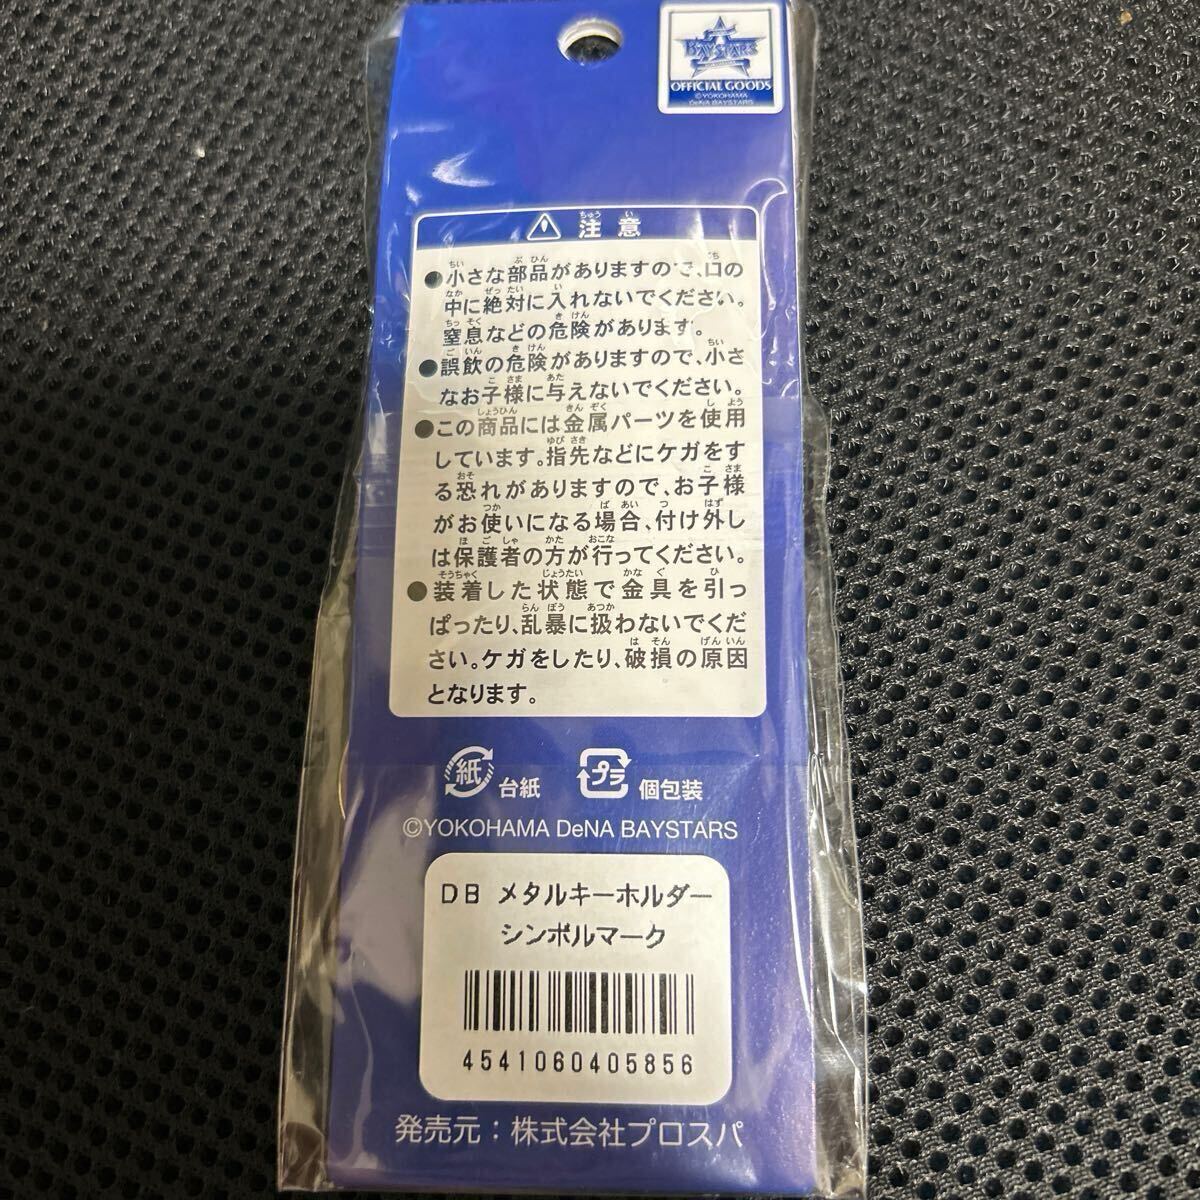 BAYSTARS
YOKOHAMA
OFFICIAL GOODS
©YOKOHAMA
DeNA BAYSTARS
注意
●小さな部品がありますので、口の
中に絶対に入れないでください。
窒息などの危険があります。
●誤飲の危険がありますので、小さ
なお子様に与えないでください。
●この商品には金属パーツを使用
しています。指先などにケガをす
る恐れがありますので、お子様
がお使いになる場合、付け外し
は保護者の方が行ってください。
●装着した状態で金具を引っ
ぱったり、乱暴に扱わないでくだ
さい。ケガをしたり、破損の原因
となります。
紙 台紙 プラ 個包装
©YOKOHAMA DeNA BAYSTARS
DB メタルキーホルダー
シンボルマーク
4541060405856
発売元：株式会社プロスパ